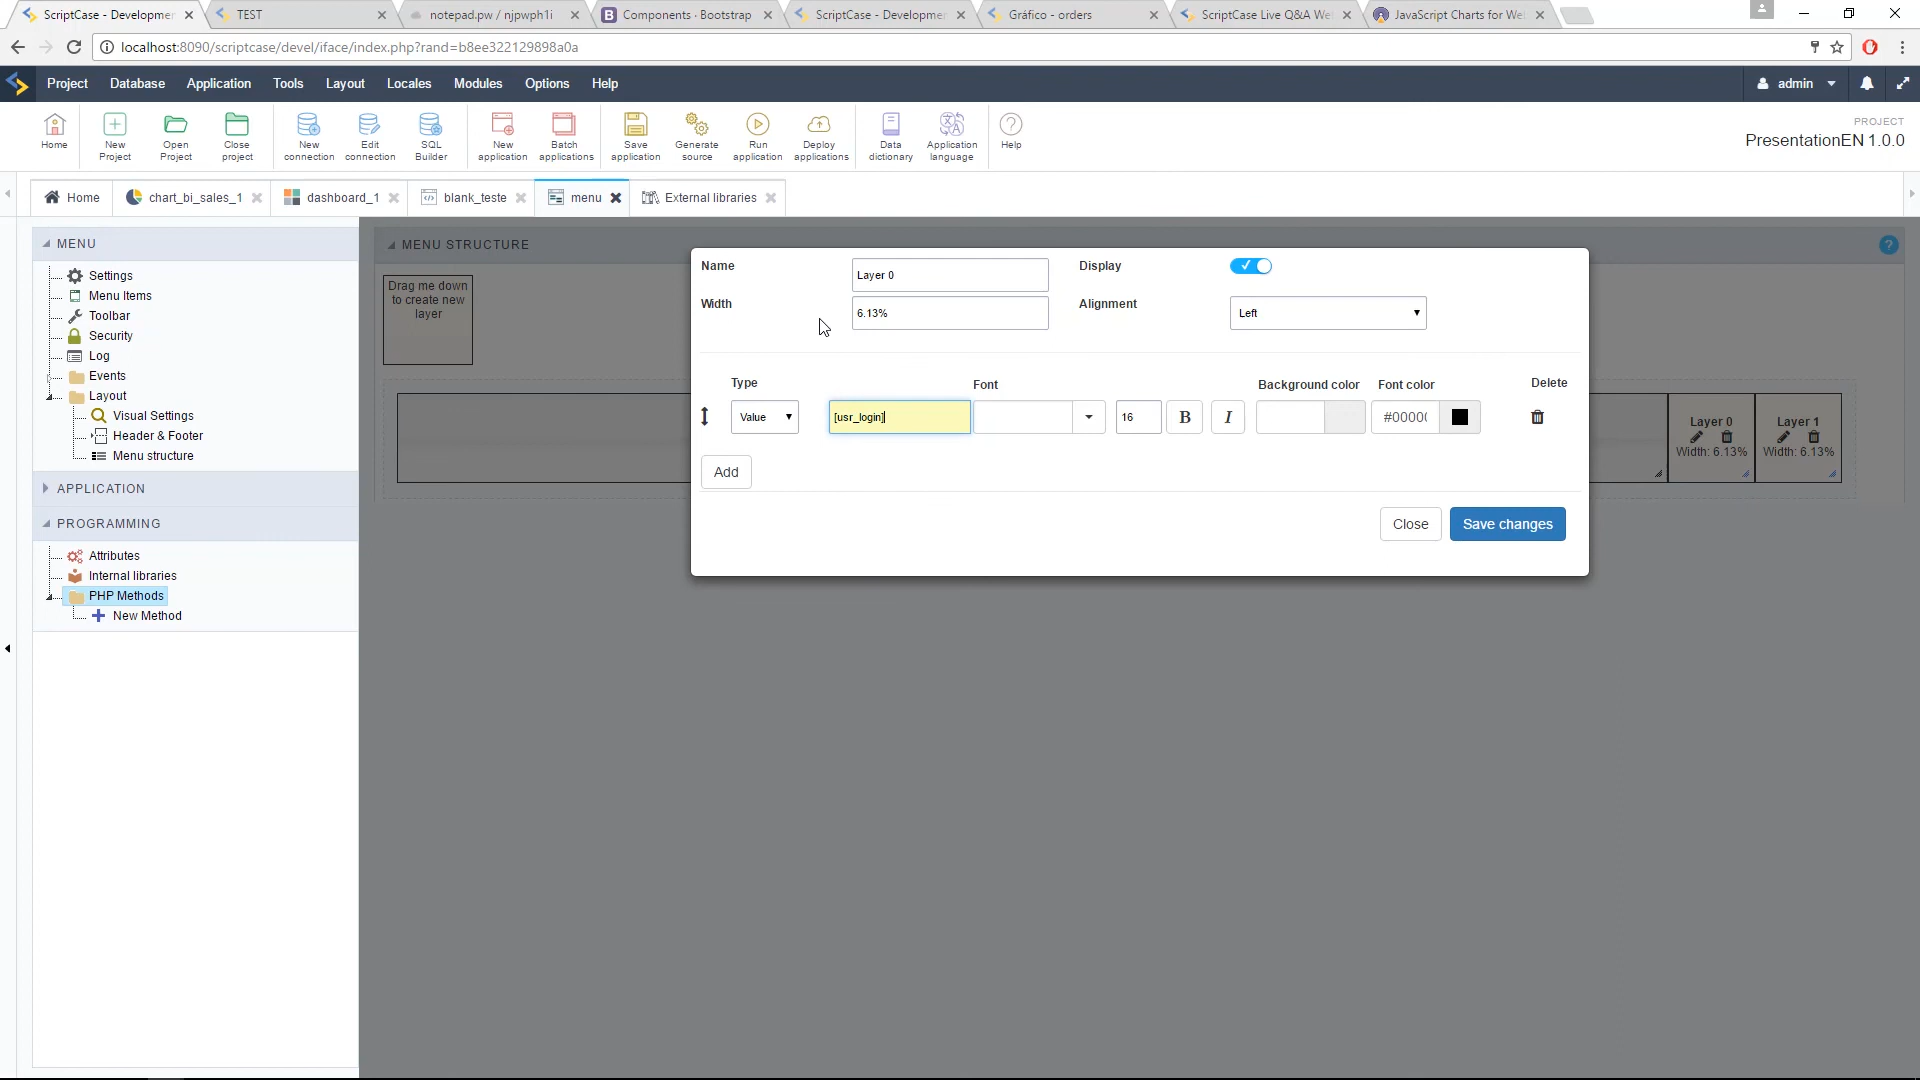 ScriptCase - Developmen
TEST
notepad.pw / njpwph1i
Components · Bootstrap
ScriptCase - Developmen
Gráfico - orders
ScriptCase Live Q&A We
JavaScript Charts for We
localhost:8090/scriptcase/devel/iface/index.php?rand=b8ee322129898a0a
Project Database Application Tools Layout Locales Modules Options Help
admin
Home
New Project
Open Project
Close project
New connection
Edit connection
SQL Builder
New application
Batch applications
Save application
Generate source
Run application
Deploy applications
Data dictionary
Application language
Help
PROJECT
PresentationEN 1.0.0
Home
chart_bi_sales_1
dashboard_1
blank_teste
menu
External libraries
MENU
Settings
Menu Items
Toolbar
Security
Log
Events
Layout
Visual Settings
Header & Footer
Menu structure
APPLICATION
PROGRAMMING
Attributes
Internal libraries
PHP Methods
New Method
MENU STRUCTURE
?
Drag me down
to create new
layer
Name
Layer 0
Display
Width
6.13%
Alignment
Left
Type
Font
Background color
Font color
Delete
Value
[usr_login]
16
B
I
#0000(
Add
Close
Save changes
Layer 0
Width: 6.13%
Layer 1
Width: 6.13%